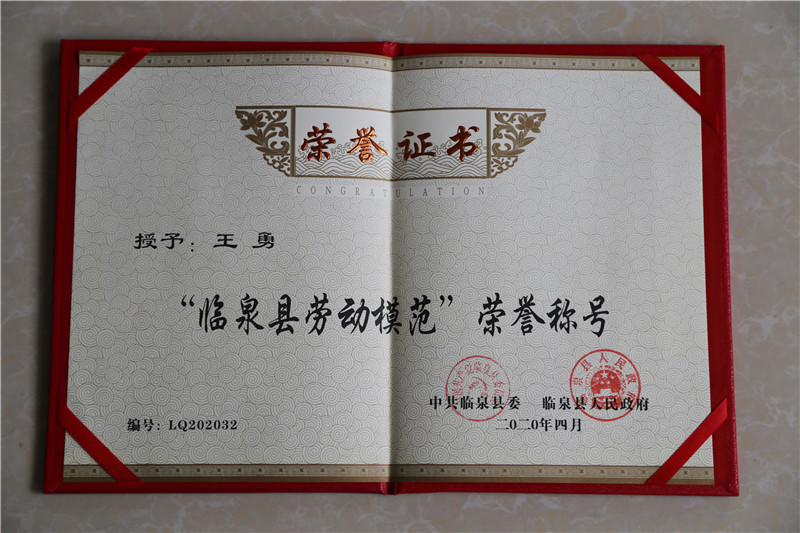 荣誉证书
CONGRATULATION
授予：王 勇
“临泉县劳动模范”荣誉称号
中共临泉县委 临泉县人民政府
编号：LQ202032
二〇二〇年四月